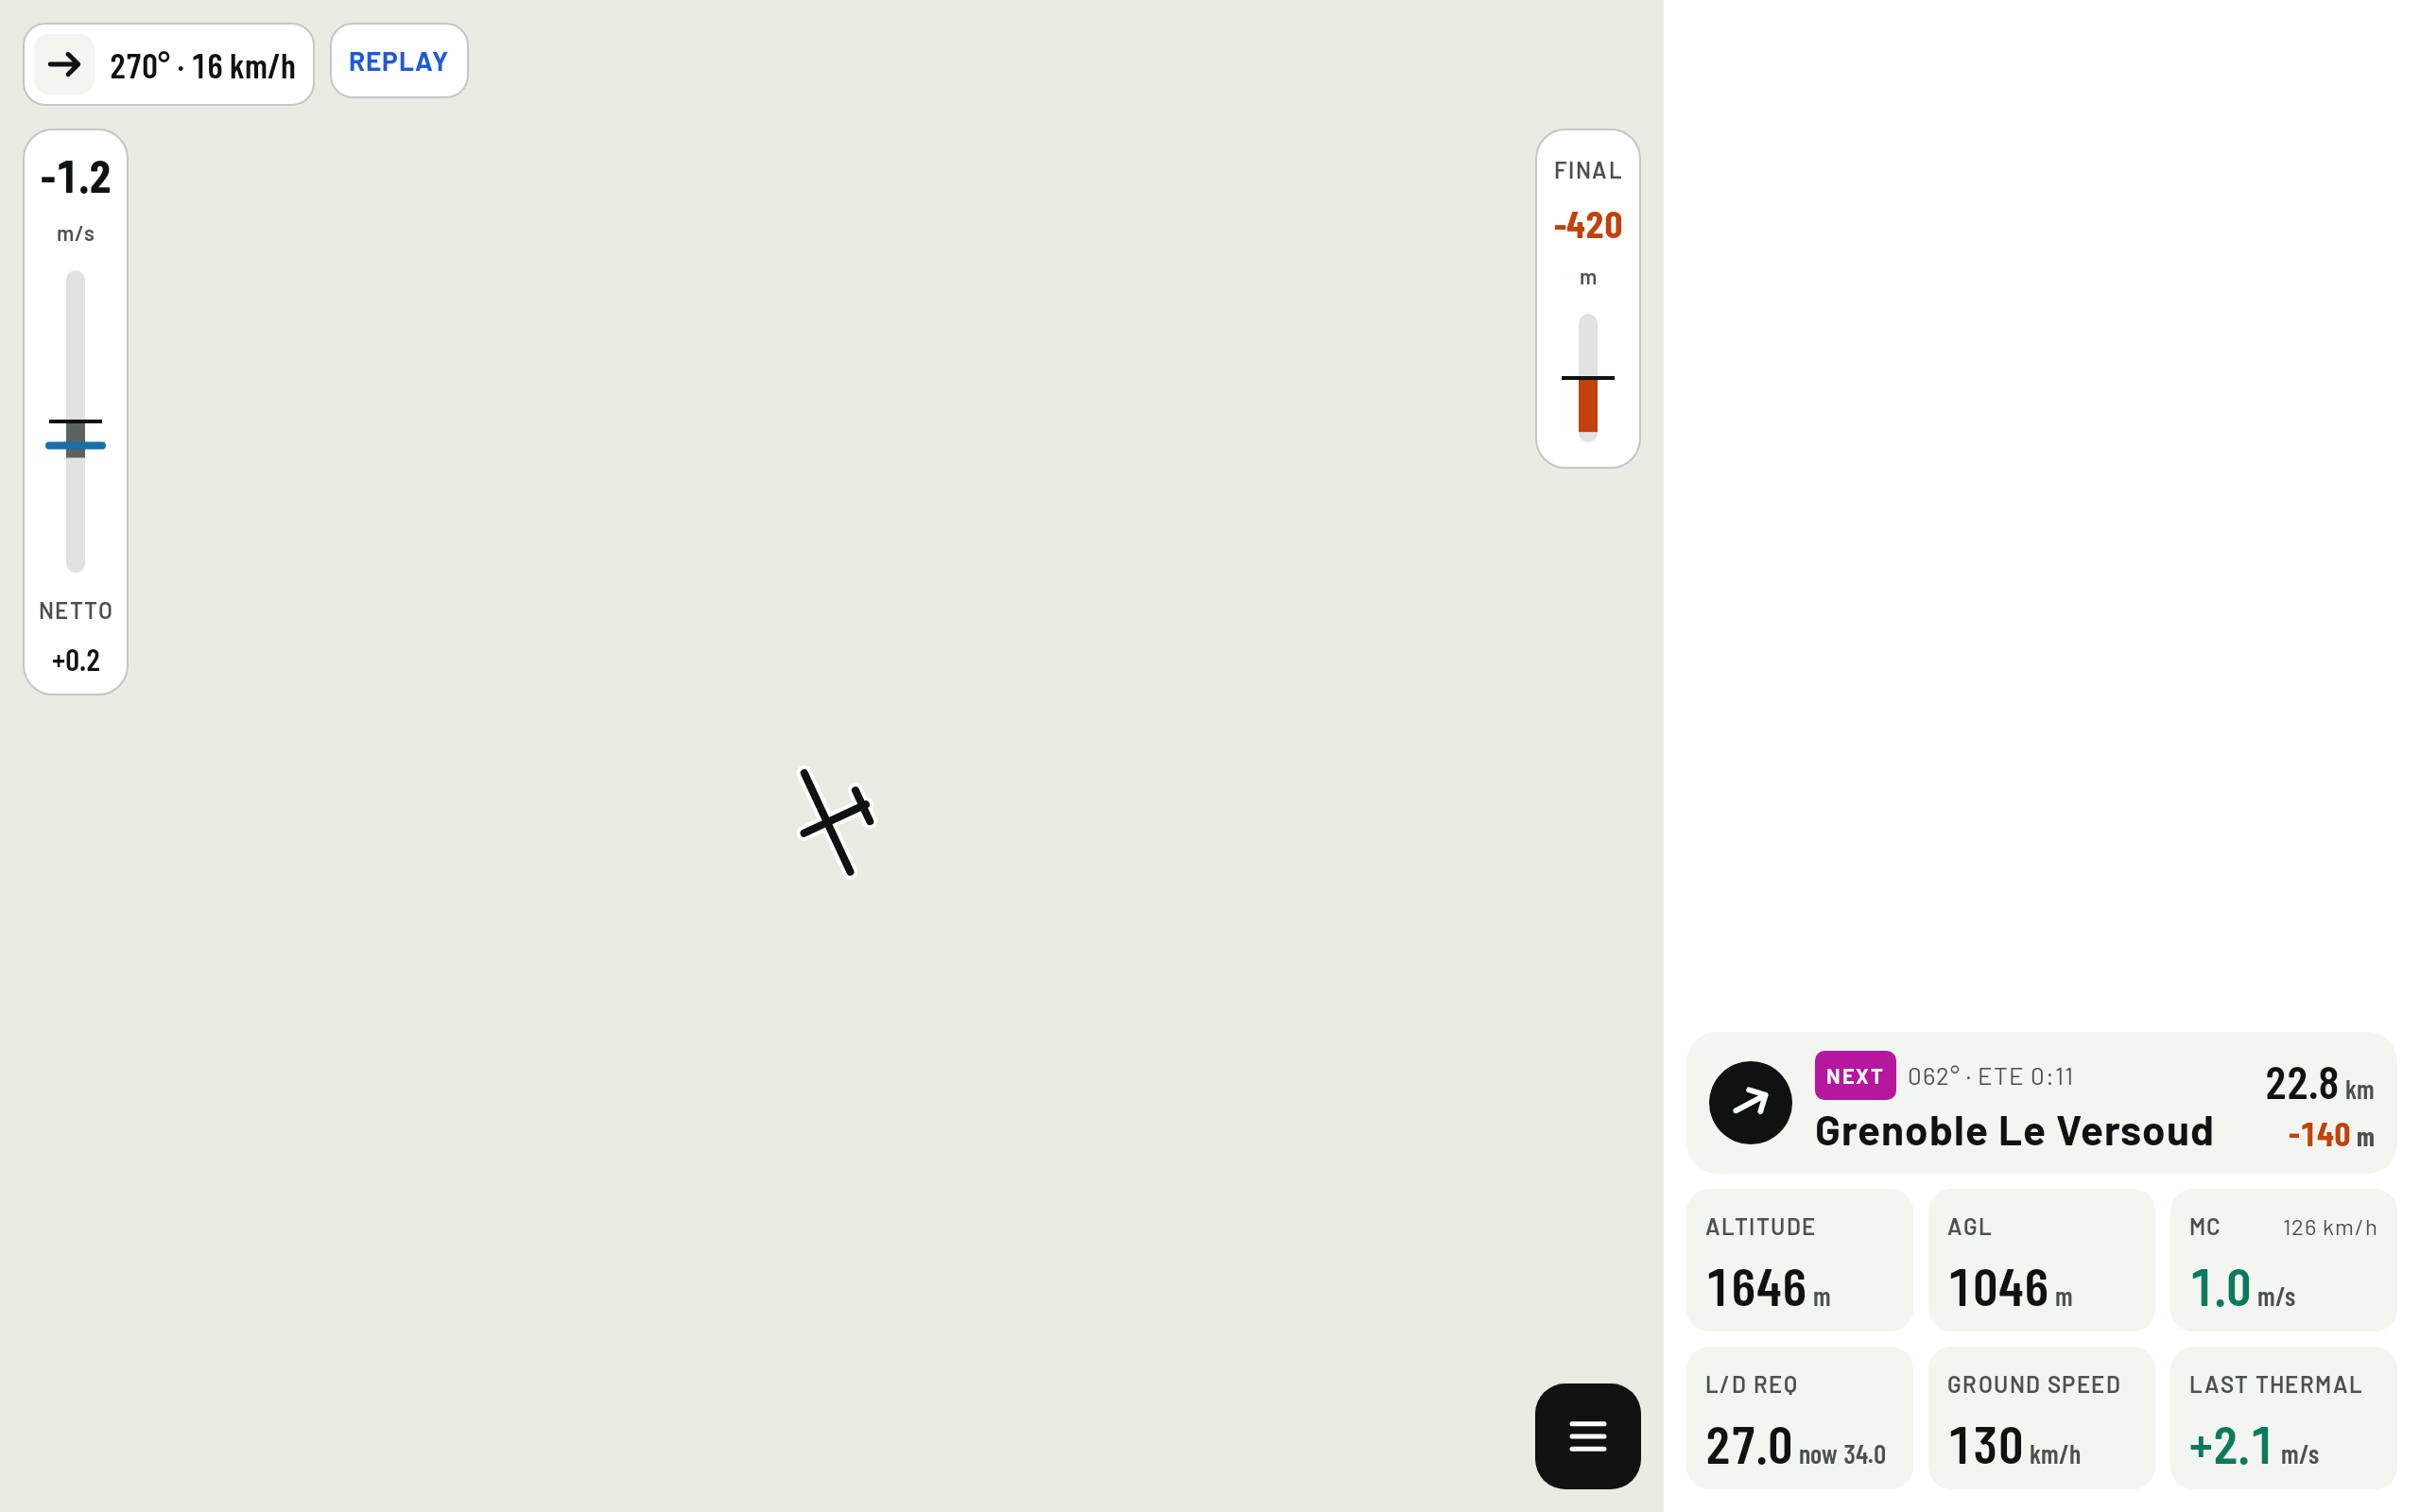 270° · 16 km/h
REPLAY
-1.2
m/s
NETTO
+0.2
FINAL
-420
m
NEXT 062° · ETE 0:11
Grenoble Le Versoud
22.8 km
-140 m
ALTITUDE
1646 m
AGL
1046 m
MC 126 km/h
1.0 m/s
L/D REQ
27.0 now 34.0
GROUND SPEED
130 km/h
LAST THERMAL
+2.1 m/s